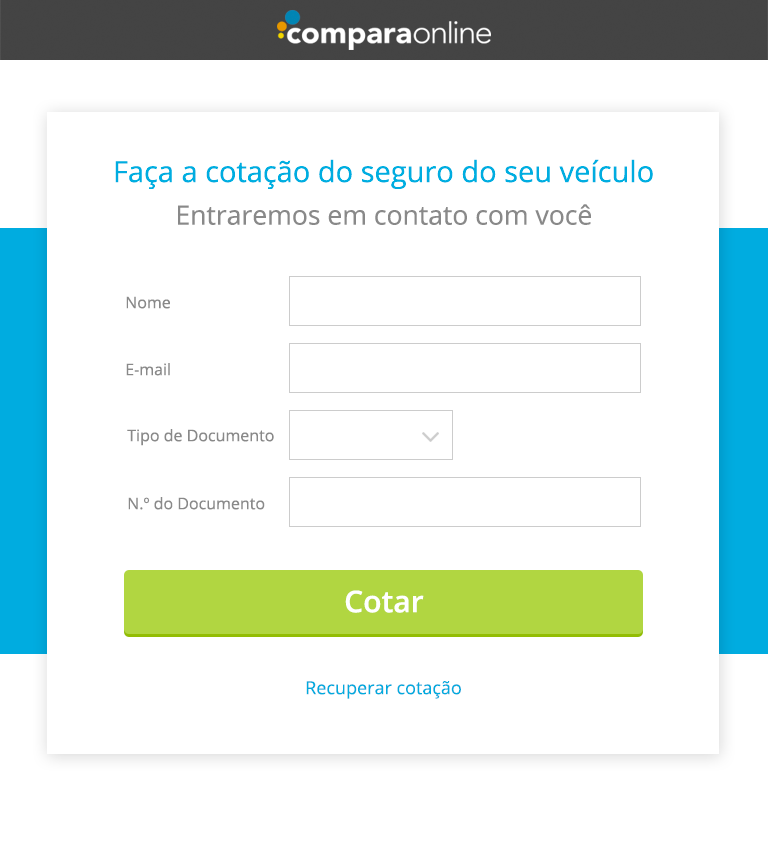 comparaonline
Faça a cotação do seguro do seu veículo
Entraremos em contato com você
Nome
E-mail
Tipo de Documento
N.º do Documento
Cotar
Recuperar cotação